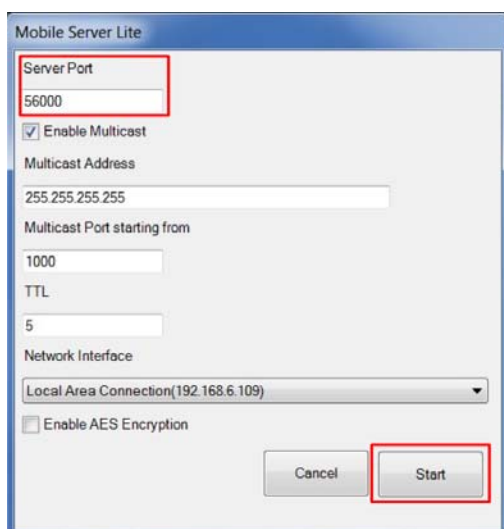 Mobile Server Lite
Server Port
56000
Enable Multicast
Multicast Address
255.255.255.255
Multicast Port starting from
1000
TTL
5
Network Interface
Local Area Connection(192.168.6.109)
Enable AES Encryption
Cancel Start